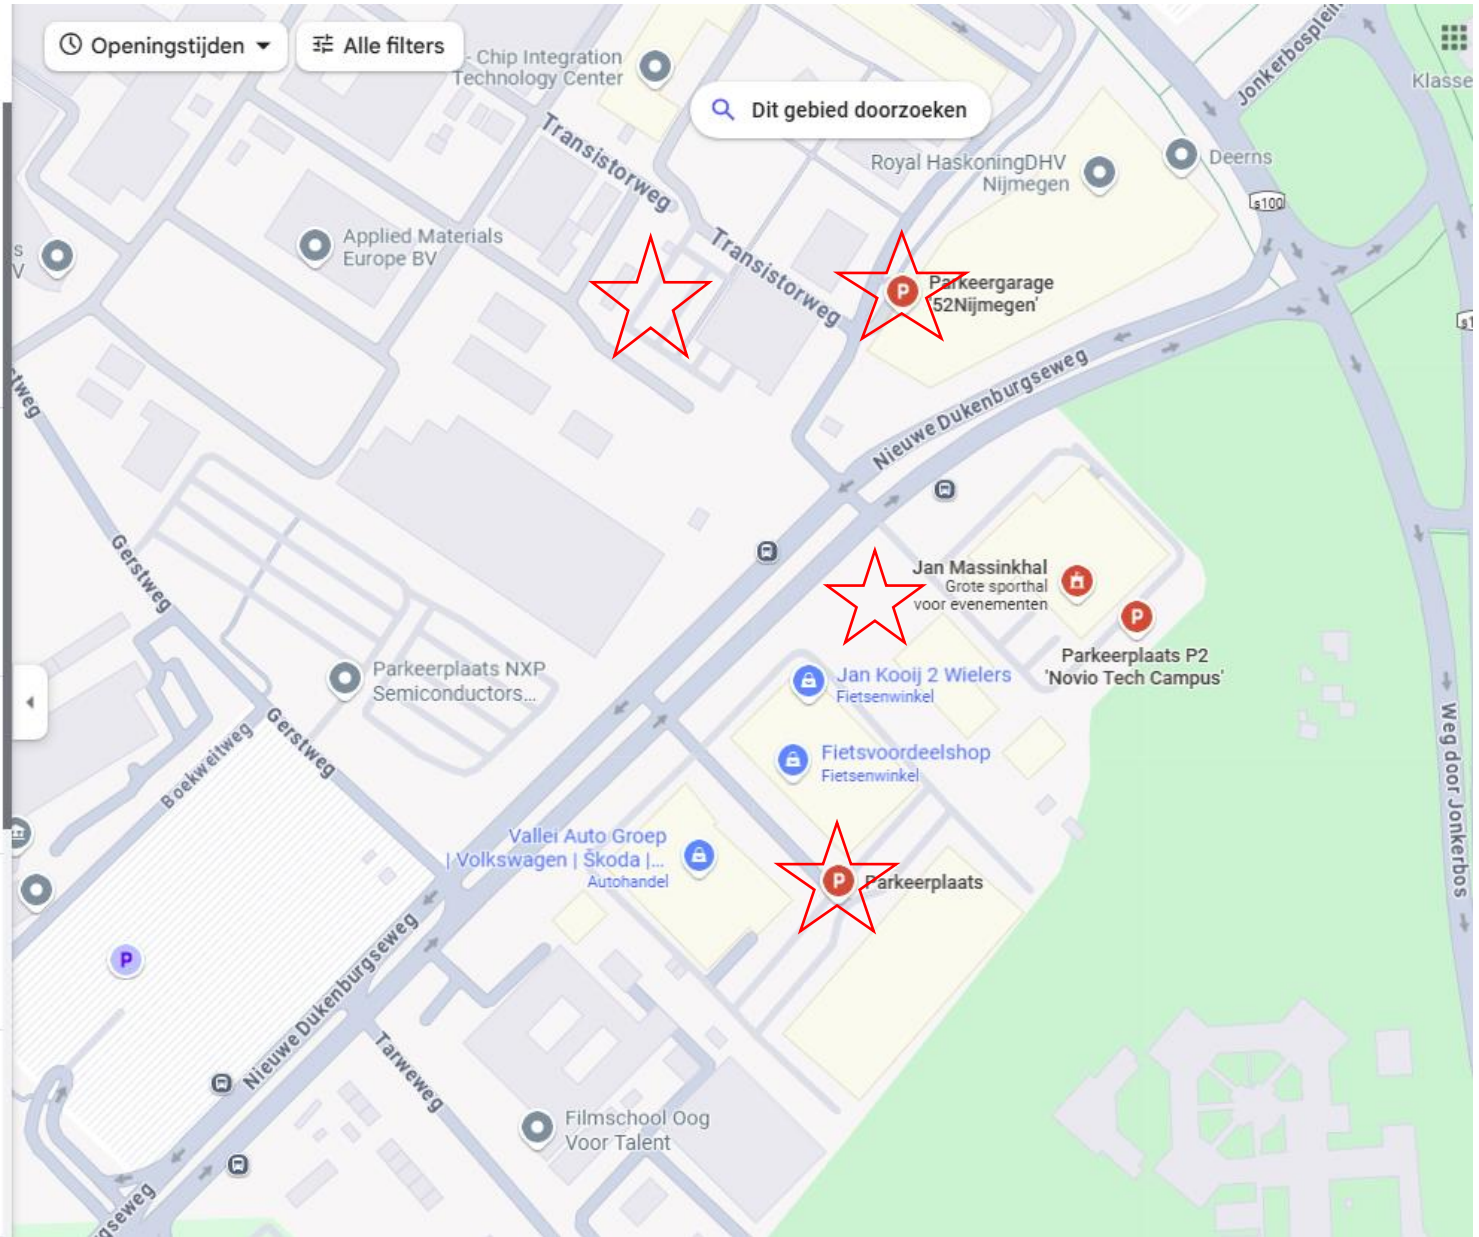 Openingstijden
Alle filters
- Chip Integration
Technology Center
Dit gebied doorzoeken
Jonkerbosplein
Klasse
Transistorweg
Royal HaskoningDHV
Nijmegen
Deerns
s100
Applied Materials
Europe BV
s
V
Transistorweg
P
Parkeergarage
'52Nijmegen'
s1
Nieuwe Dukenburgseweg
stweg
Gerstweg
Jan Massinkhal
Grote sporthal
voor evenementen
P
Parkeerplaats P2
'Novio Tech Campus'
Parkeerplaats NXP
Semiconductors...
Jan Kooij 2 Wielers
Fietsenwinkel
Gerstweg
Boekweitweg
Fietsvoordeelshop
Fietsenwinkel
Weg door Jonkerbos
Vallei Auto Groep
| Volkswagen | Škoda |...
Autohandel
P
Parkeerplaats
P
Nieuwe Dukenburgseweg
Tarweweg
Filmschool Oog
Voor Talent
gseweg